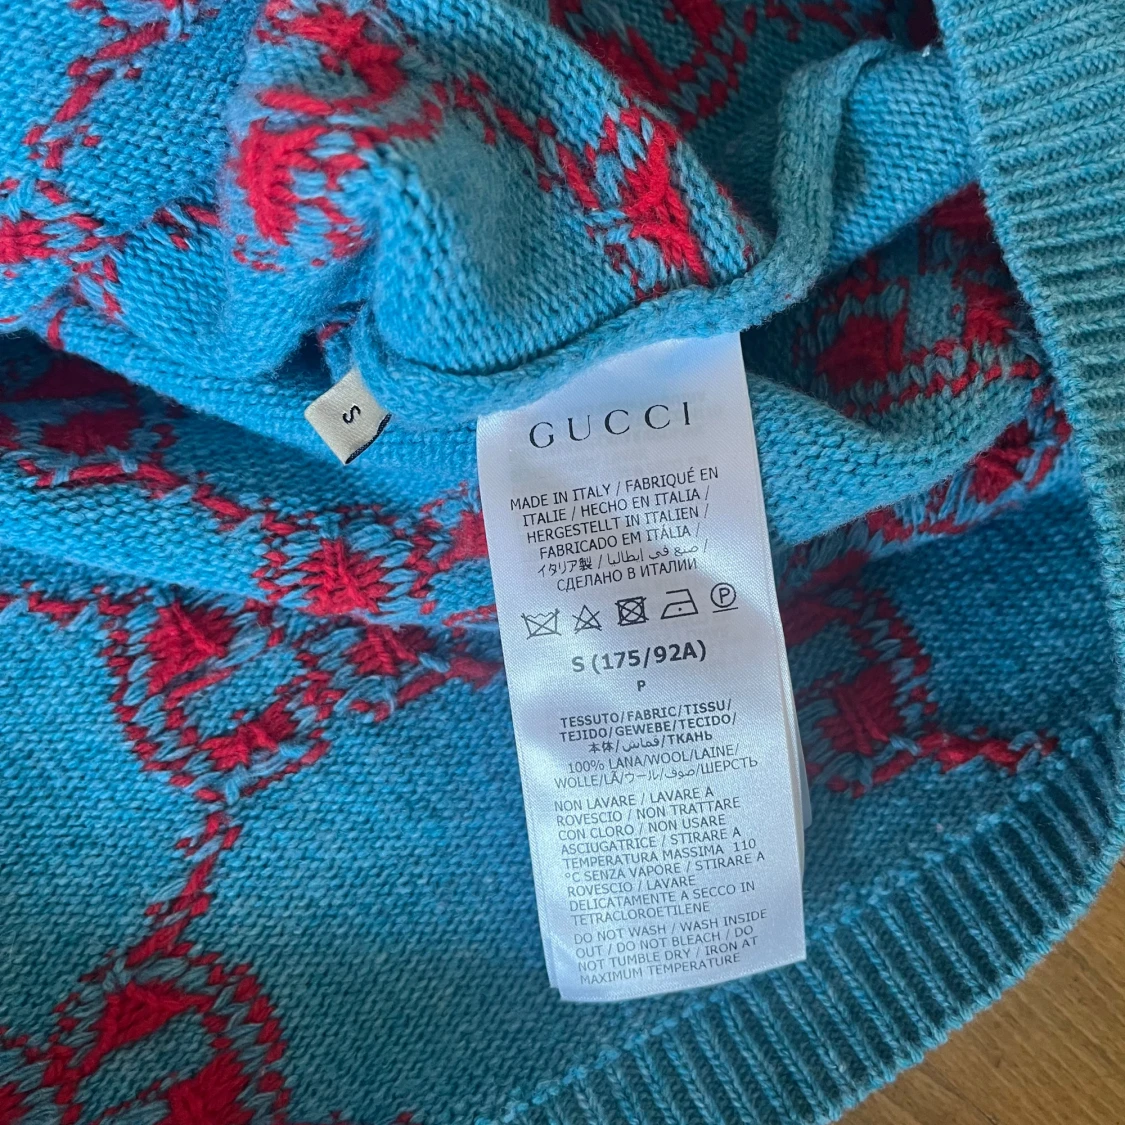 S
GUCCI
MADE IN ITALY / FABRIQUÉ EN
ITALIE / HECHO EN ITALIA /
HERGESTELLT IN ITALIEN /
FABRICADO EM ITÁLIA /
イタリア製 / صنع في إيطاليا /
СДЕЛАНО В ИТАЛИИ
P
S (175/92A)
P
TESSUTO/FABRIC/TISSU/
TEJIDO/GEWEBE/TECIDO/
本体/قماش/ТКАНЬ
100% LANA/WOOL/LAINE/
WOLLE/LÃ/ウール/صوف/ШЕРСТЬ
NON LAVARE / LAVARE A
ROVESCIO / NON TRATTARE
CON CLORO / NON USARE
ASCIUGATRICE / STIRARE A
TEMPERATURA MASSIMA 110
°C SENZA VAPORE / STIRARE A
ROVESCIO / LAVARE
DELICATAMENTE A SECCO IN
TETRACLOROETILENE
DO NOT WASH / WASH INSIDE
OUT / DO NOT BLEACH / DO
NOT TUMBLE DRY / IRON AT
MAXIMUM TEMPERATURE